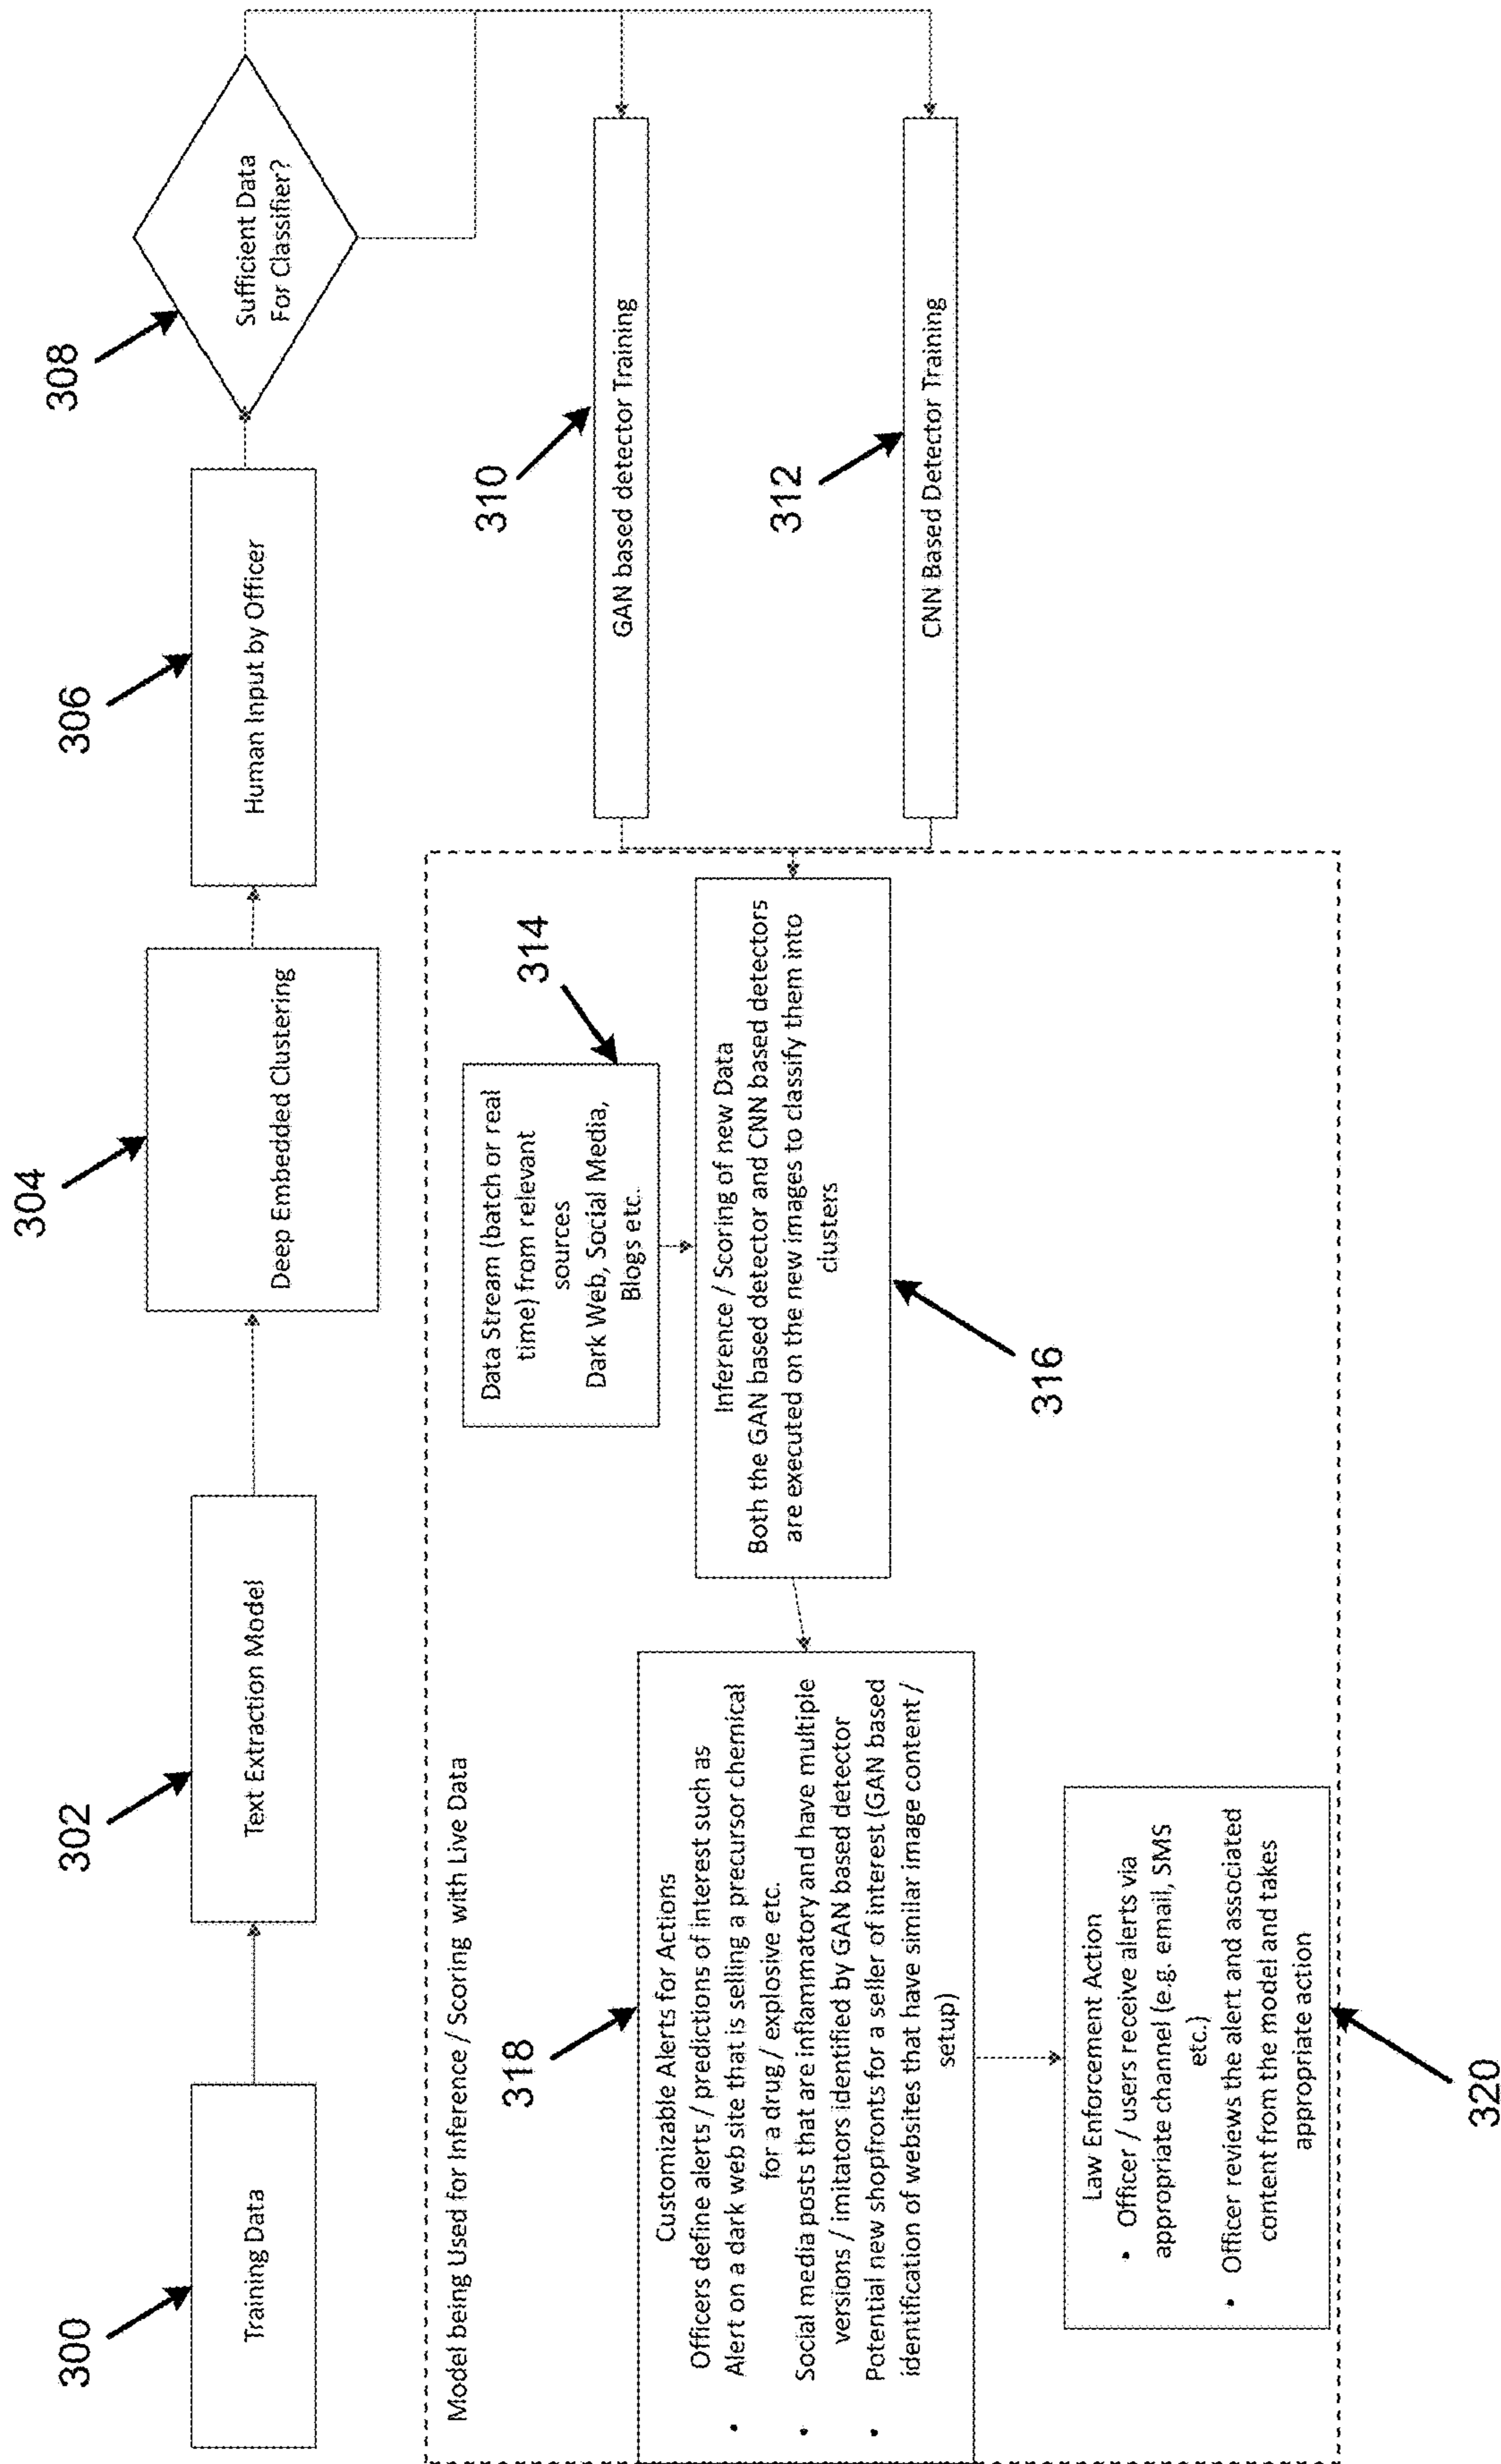 300
Training Data
302
Text Extraction Model
304
Deep Embedded Clustering
306
Human Input by Officer
308
Sufficient Data
For Classifier?
310
GAN based detector Training
312
CNN Based Detector Training
Model being Used for Inference / Scoring with Live Data
314
Data Stream (batch or real
time) from relevant
sources
Dark Web, Social Media,
Blogs etc.
316
Inference / Scoring of new Data
Both the GAN based detector and CNN based detectors
are executed on the new images to classify them into
clusters
318
Customizable Alerts for Actions
Officers define alerts / predictions of interest such as
• Alert on a dark web site that is selling a precursor chemical
for a drug / explosive etc.
• Social media posts that are inflammatory and have multiple
versions / imitators identified by GAN based detector
• Potential new shopfronts for a seller of interest (GAN based
identification of websites that have similar image content /
setup)
320
Law Enforcement Action
• Officer / users receive alerts via
appropriate channel (e.g. email, SMS
etc.)
• Officer reviews the alert and associated
content from the model and takes
appropriate action